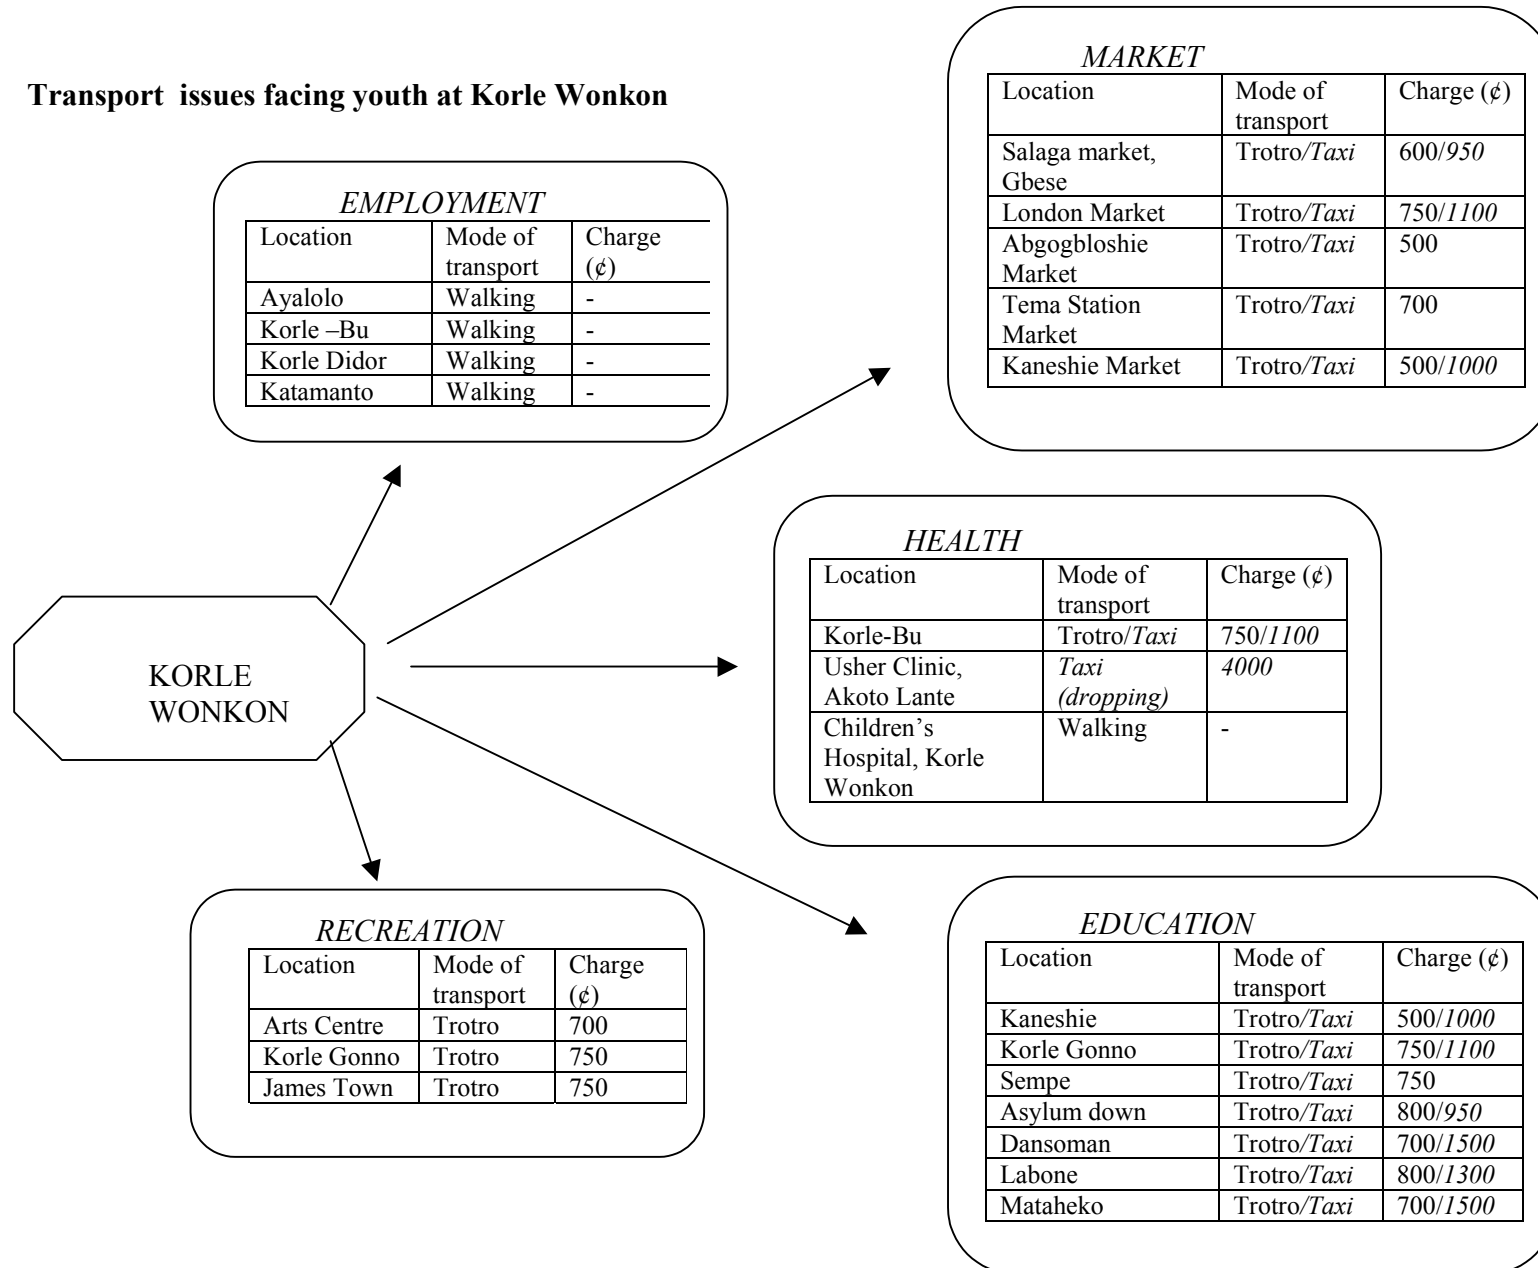 Transport issues facing youth at Korle Wonkon
EMPLOYMENT
Location Mode of transport Charge (¢)
Ayalolo Walking -
Korle –Bu Walking -
Korle Didor Walking -
Katamanto Walking -
MARKET
Location Mode of transport Charge (¢)
Salaga market, Gbese Trotro/Taxi 600/950
London Market Trotro/Taxi 750/1100
Abgogbloshie Market Trotro/Taxi 500
Tema Station Market Trotro/Taxi 700
Kaneshie Market Trotro/Taxi 500/1000
HEALTH
Location Mode of transport Charge (¢)
Korle-Bu Trotro/Taxi 750/1100
Usher Clinic, Akoto Lante Taxi (dropping) 4000
Children’s Hospital, Korle Wonkon Walking -
KORLE
WONKON
RECREATION
Location Mode of transport Charge (¢)
Arts Centre Trotro 700
Korle Gonno Trotro 750
James Town Trotro 750
EDUCATION
Location Mode of transport Charge (¢)
Kaneshie Trotro/Taxi 500/1000
Korle Gonno Trotro/Taxi 750/1100
Sempe Trotro/Taxi 750
Asylum down Trotro/Taxi 800/950
Dansoman Trotro/Taxi 700/1500
Labone Trotro/Taxi 800/1300
Mataheko Trotro/Taxi 700/1500